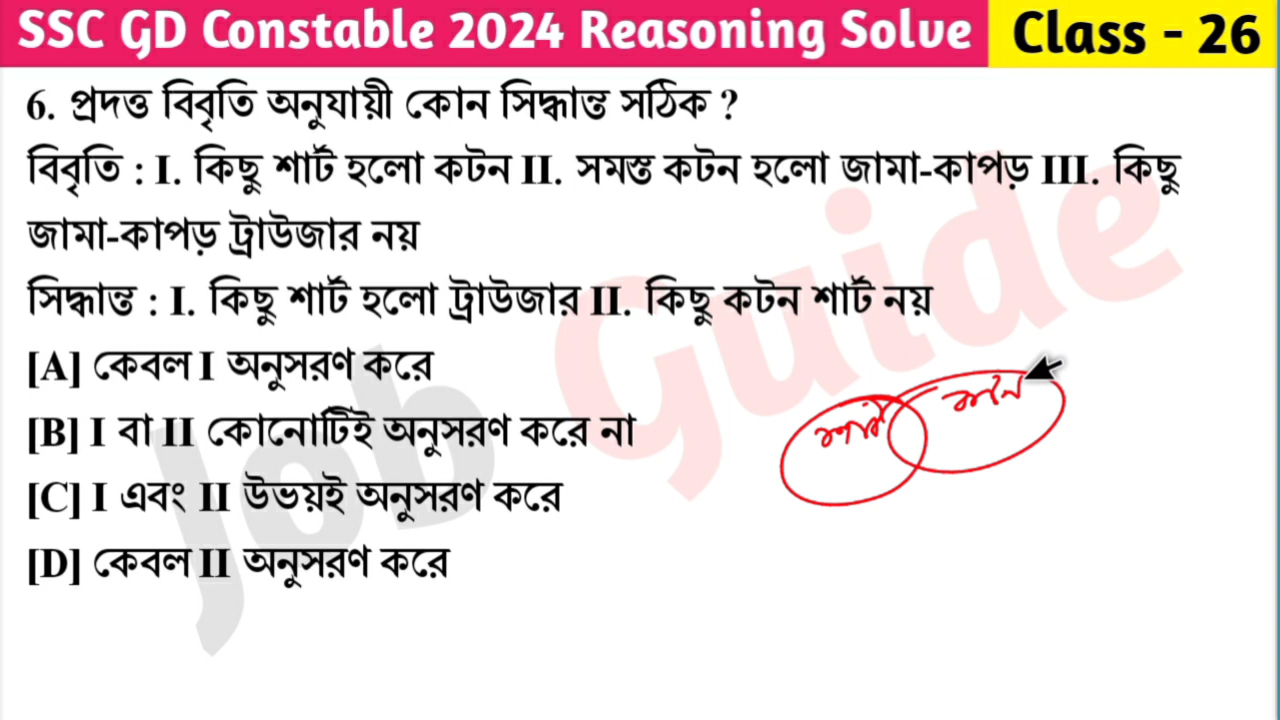 SSC GD Constable 2024 Reasoning Solve
Class - 26
6. প্রদত্ত বিবৃতি অনুযায়ী কোন সিদ্ধান্ত সঠিক ?
বিবৃতি : I. কিছু শার্ট হলো কটন II. সমস্ত কটন হলো জামা-কাপড় III. কিছু
জামা-কাপড় ট্রাউজার নয়
সিদ্ধান্ত : I. কিছু শার্ট হলো ট্রাউজার II. কিছু কটন শার্ট নয়
[A] কেবল I অনুসরণ করে
[B] I বা II কোনোটিই অনুসরণ করে না
[C] I এবং II উভয়ই অনুসরণ করে
[D] কেবল II অনুসরণ করে
কটন
Job Guide